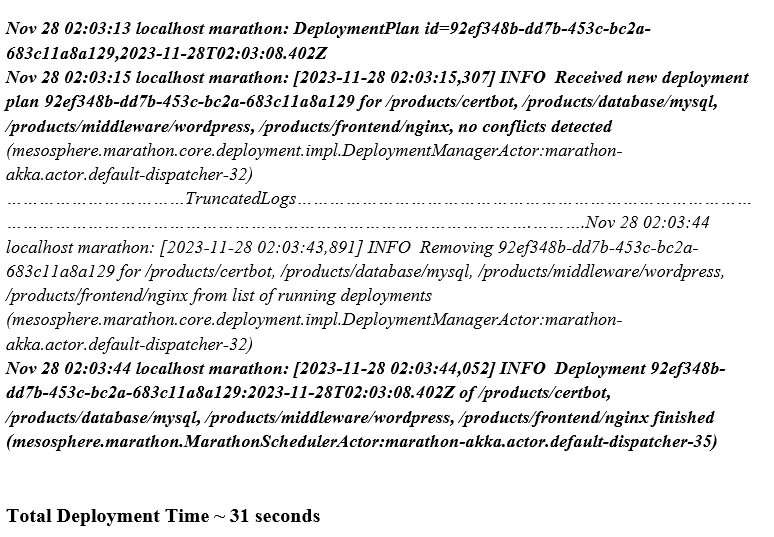 Nov 28 02:03:13 localhost marathon: DeploymentPlan id=92ef348b-dd7b-453c-bc2a-
683c11a8a129,2023-11-28T02:03:08.402Z
Nov 28 02:03:15 localhost marathon: [2023-11-28 02:03:15,307] INFO  Received new deployment
plan 92ef348b-dd7b-453c-bc2a-683c11a8a129 for /products/certbot, /products/database/mysql,
/products/middleware/wordpress, /products/frontend/nginx, no conflicts detected
(mesosphere.marathon.core.deployment.impl.DeploymentManagerActor:marathon-
akka.actor.default-dispatcher-32)
……………………………TruncatedLogs…………………………………………………………………………
…………………………………………………………………………………….……….Nov 28 02:03:44
localhost marathon: [2023-11-28 02:03:43,891] INFO  Removing 92ef348b-dd7b-453c-bc2a-
683c11a8a129 for /products/certbot, /products/database/mysql, /products/middleware/wordpress,
/products/frontend/nginx from list of running deployments
(mesosphere.marathon.core.deployment.impl.DeploymentManagerActor:marathon-
akka.actor.default-dispatcher-32)
Nov 28 02:03:44 localhost marathon: [2023-11-28 02:03:44,052] INFO  Deployment 92ef348b-
dd7b-453c-bc2a-683c11a8a129:2023-11-28T02:03:08.402Z of /products/certbot,
/products/database/mysql, /products/middleware/wordpress, /products/frontend/nginx finished
(mesosphere.marathon.MarathonSchedulerActor:marathon-akka.actor.default-dispatcher-35)
Total Deployment Time ~ 31 seconds